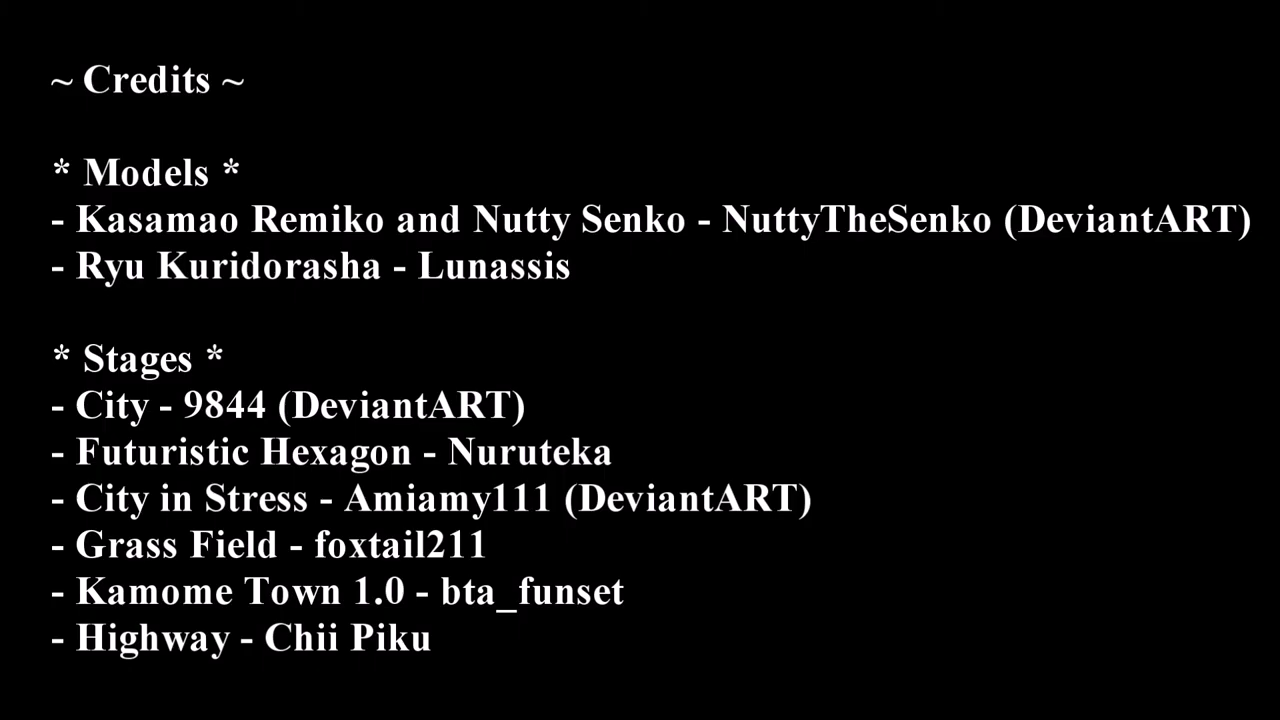 ~ Credits ~
* Models *
- Kasamao Remiko and Nutty Senko - NuttyTheSenko (DeviantART)
- Ryu Kuridorasha - Lunassis
* Stages *
- City - 9844 (DeviantART)
- Futuristic Hexagon - Nuruteka
- City in Stress - Amiamy111 (DeviantART)
- Grass Field - foxtail211
- Kamome Town 1.0 - bta_funset
- Highway - Chii Piku